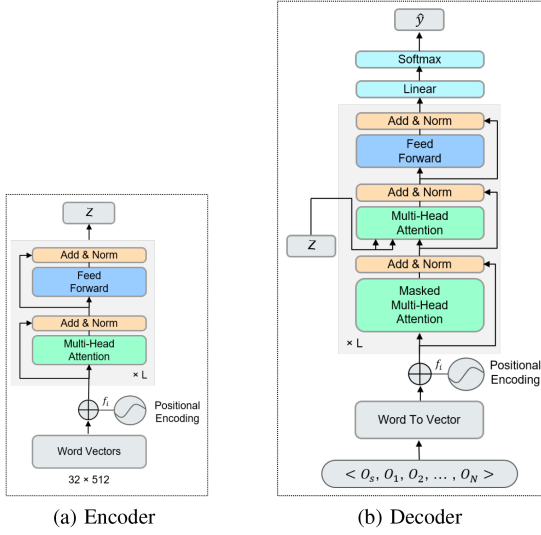 Z
Add & Norm
Feed
Forward
Add & Norm
Multi-Head
Attention
× L
f_i
Positional
Encoding
Word Vectors
32 × 512
(a) Encoder
ŷ
Softmax
Linear
Add & Norm
Feed
Forward
Add & Norm
Multi-Head
Attention
Z
Add & Norm
Masked
Multi-Head
Attention
× L
f_i
Positional
Encoding
Word To Vector
< O_s, O_1, O_2, … , O_N >
(b) Decoder